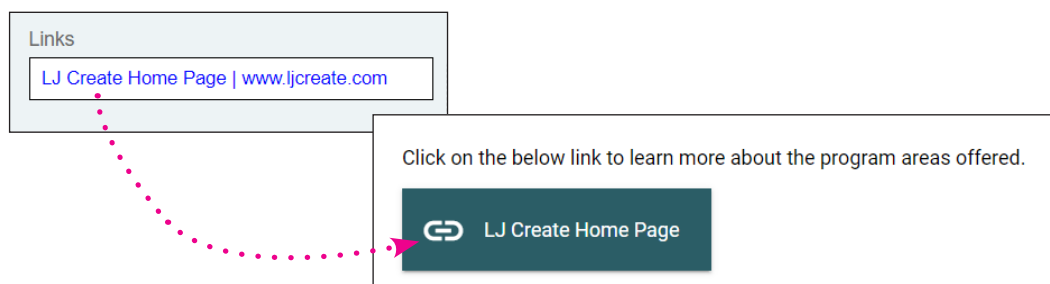 Links
LJ Create Home Page | www.ljcreate.com
Click on the below link to learn more about the program areas offered.
LJ Create Home Page